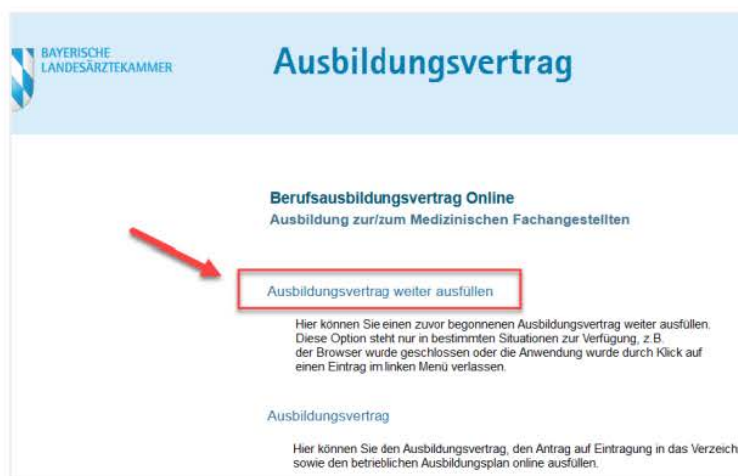 BAYERISCHE
LANDESÄRZTEKAMMER
Ausbildungsvertrag
Berufsausbildungsvertrag Online
Ausbildung zur/zum Medizinischen Fachangestellten
Ausbildungsvertrag weiter ausfüllen
Hier können Sie einen zuvor begonnenen Ausbildungsvertrag weiter ausfüllen.
Diese Option steht nur in bestimmten Situationen zur Verfügung, z.B.
der Browser wurde geschlossen oder die Anwendung wurde durch Klick auf
einen Eintrag im linken Menü verlassen.
Ausbildungsvertrag
Hier können Sie den Ausbildungsvertrag, den Antrag auf Eintragung in das Verzeich
sowie den betrieblichen Ausbildungsplan online ausfüllen.